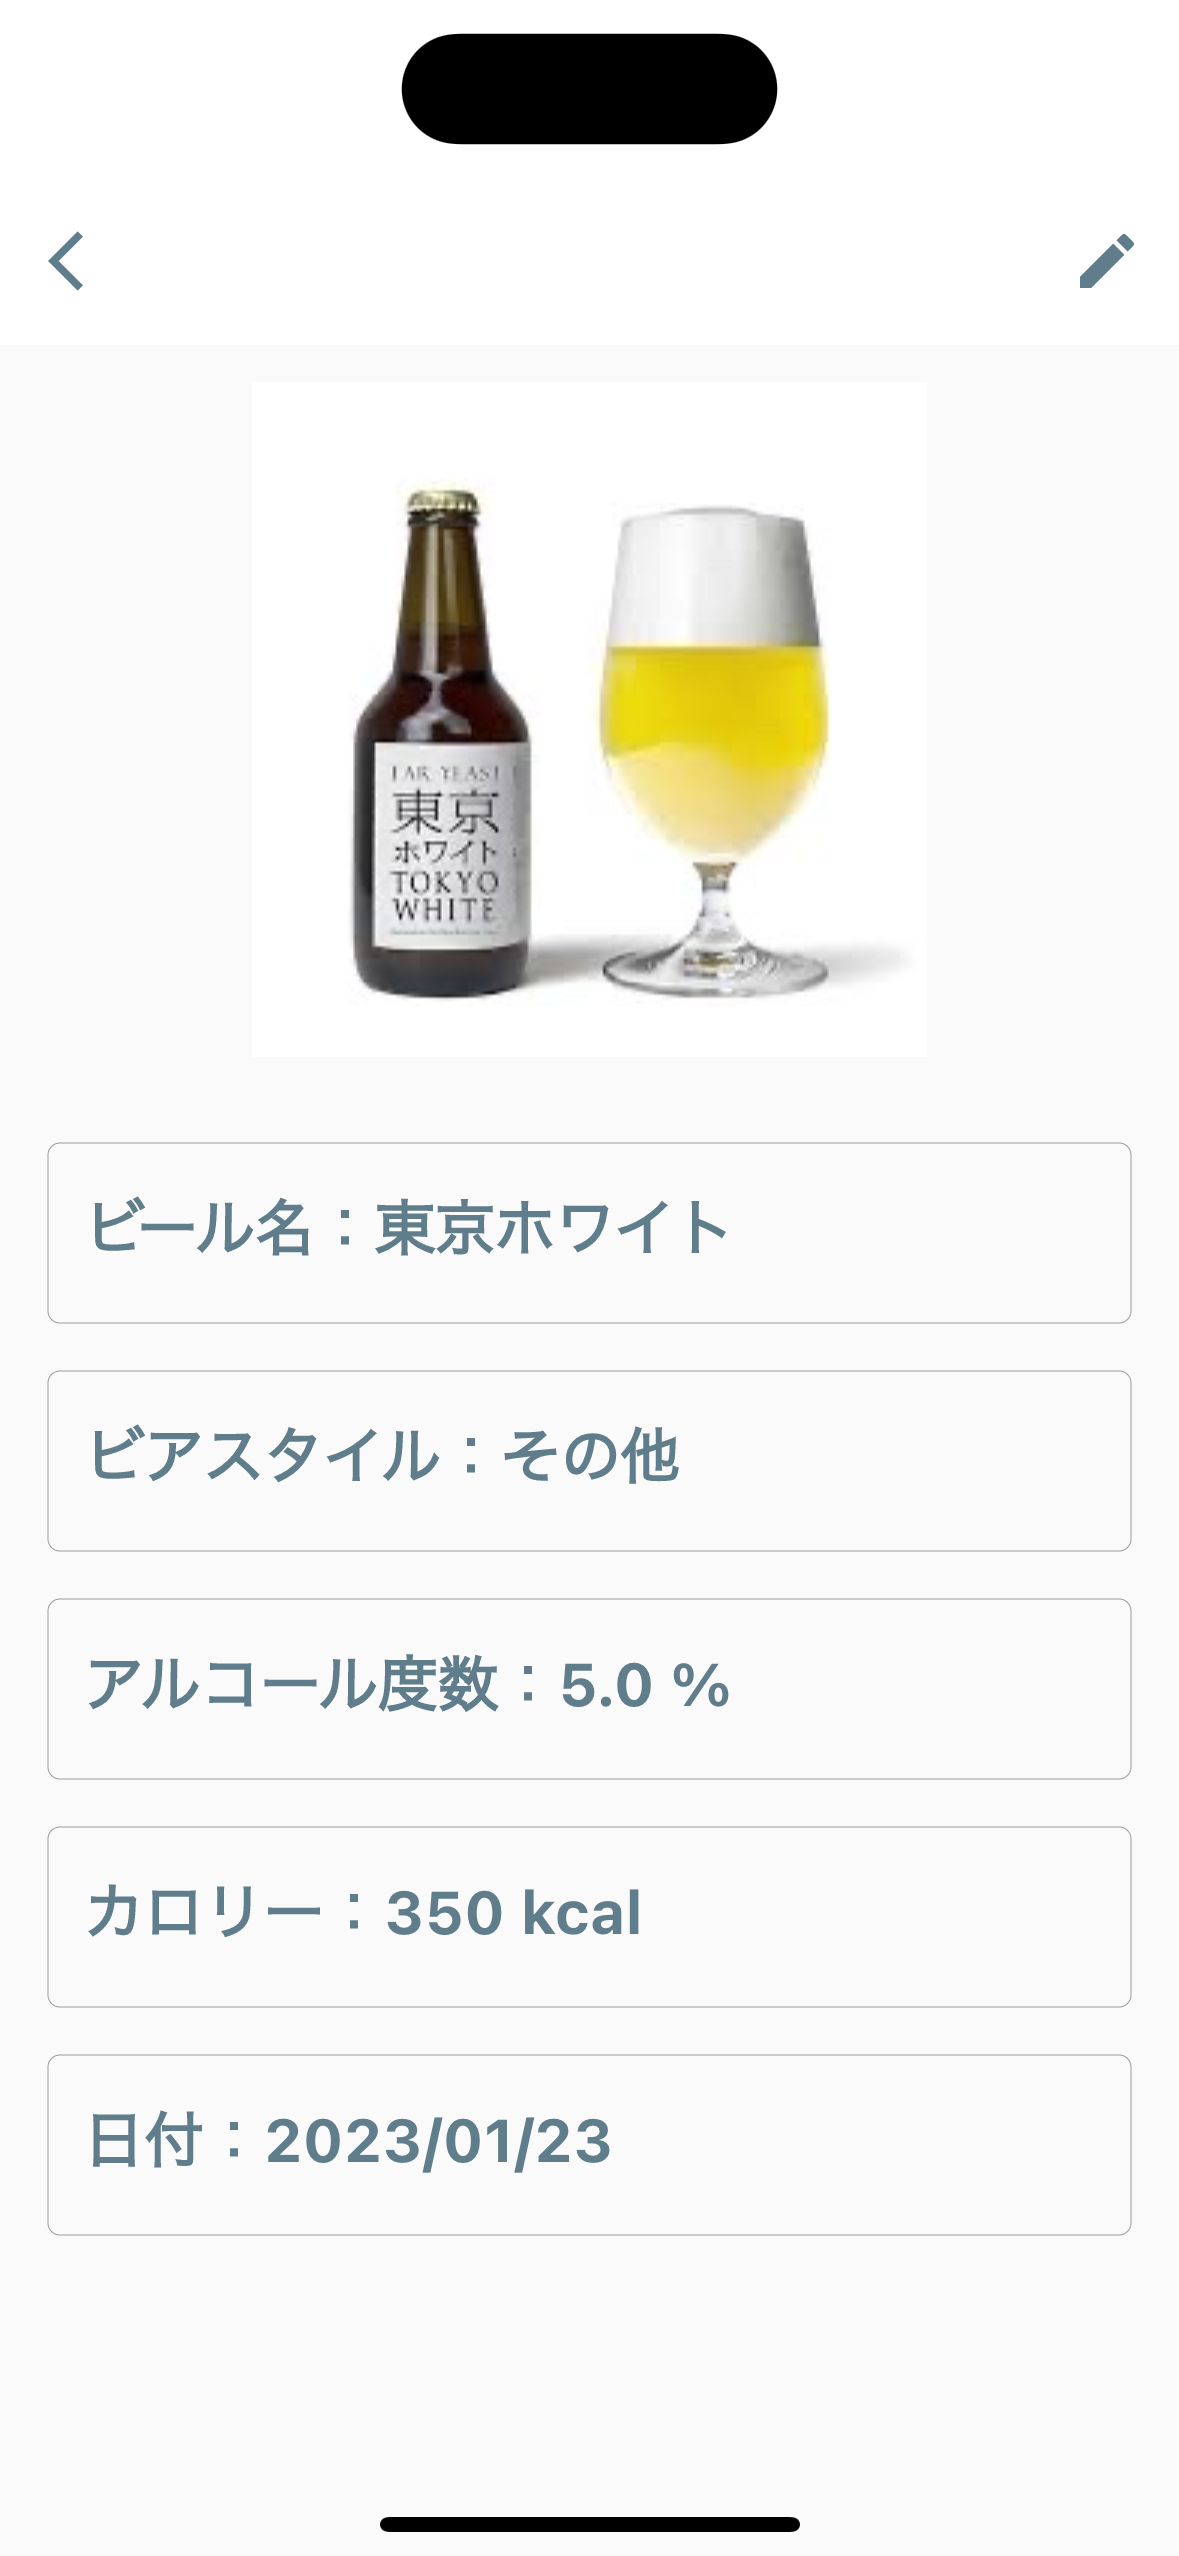 FAR YEAST
東京
ホワイト
TOKYO
WHITE
ビール名：東京ホワイト
ビアスタイル：その他
アルコール度数：5.0 %
カロリー：350 kcal
日付：2023/01/23